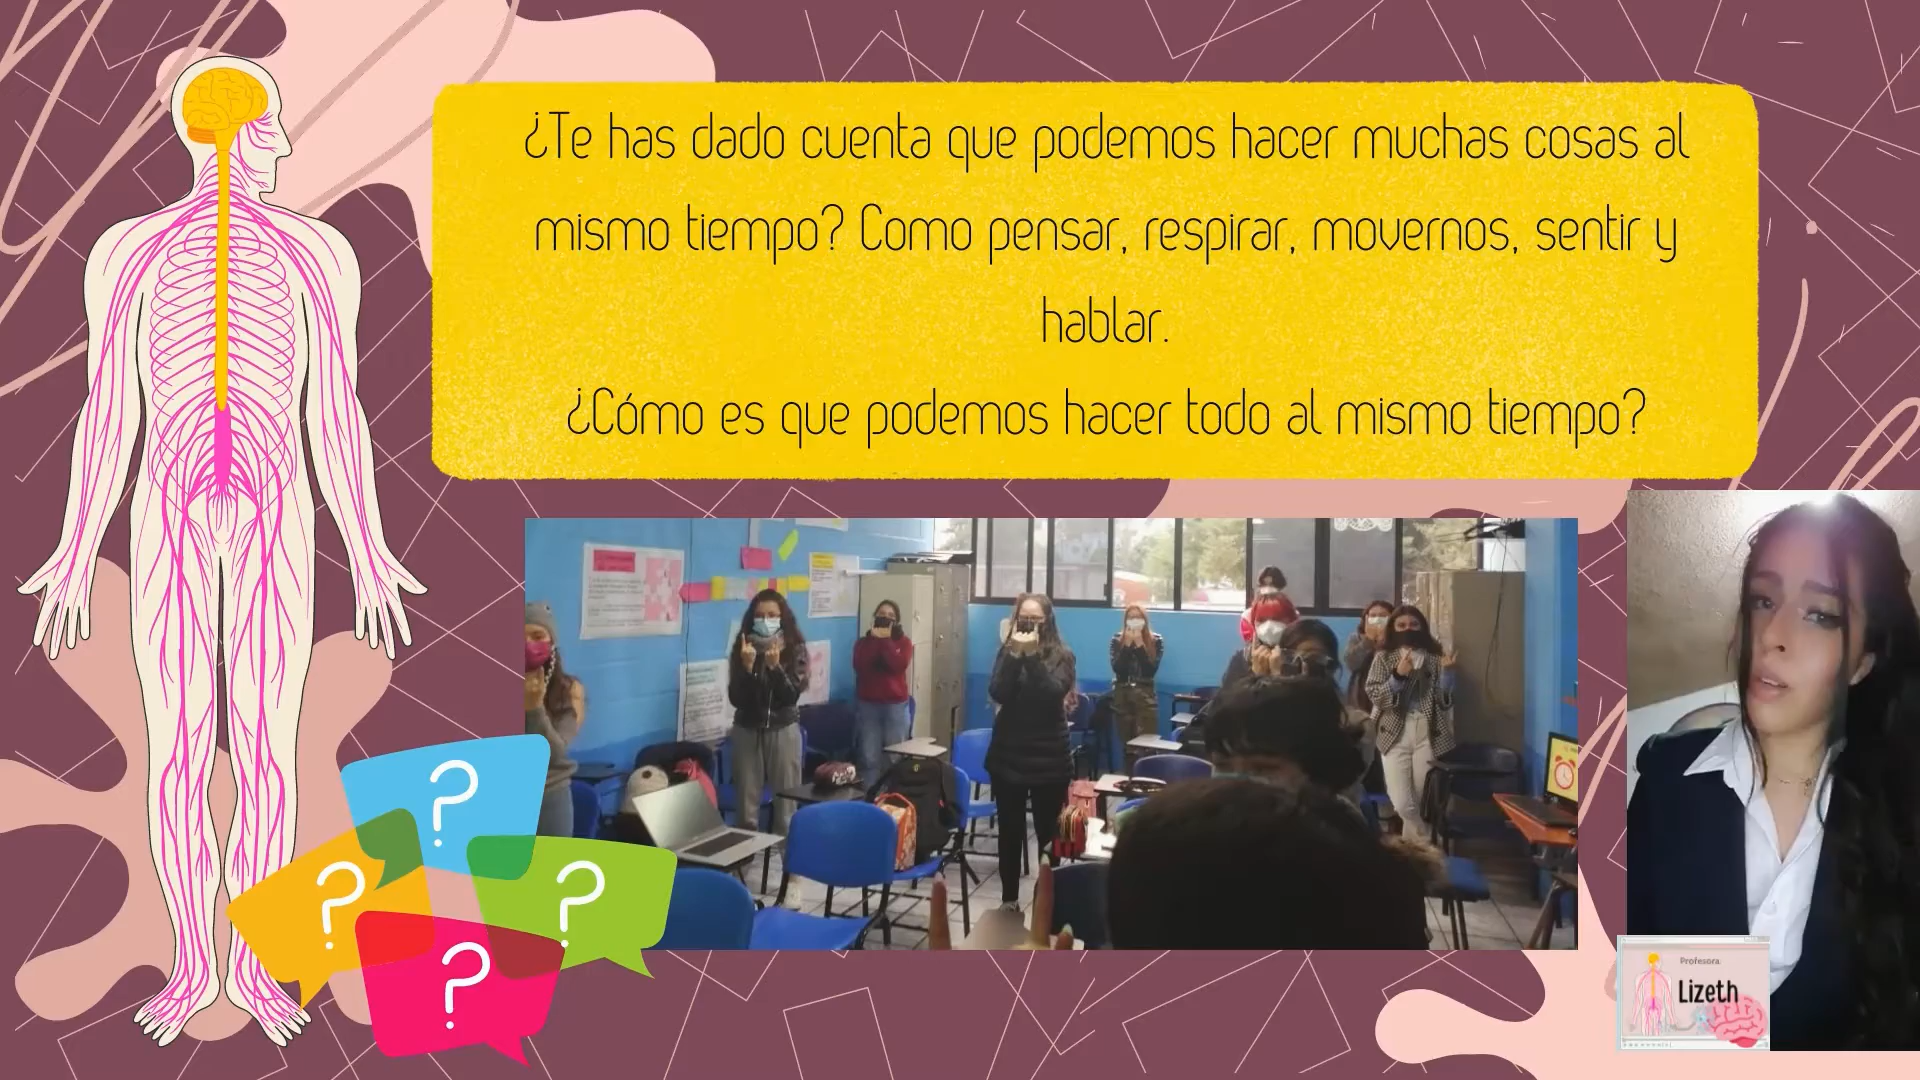 ¿Te has dado cuenta que podemos hacer muchas cosas al
mismo tiempo? Como pensar, respirar, movernos, sentir y
hablar.
¿Cómo es que podemos hacer todo al mismo tiempo?
?
?
?
?
Profesora
Lizeth